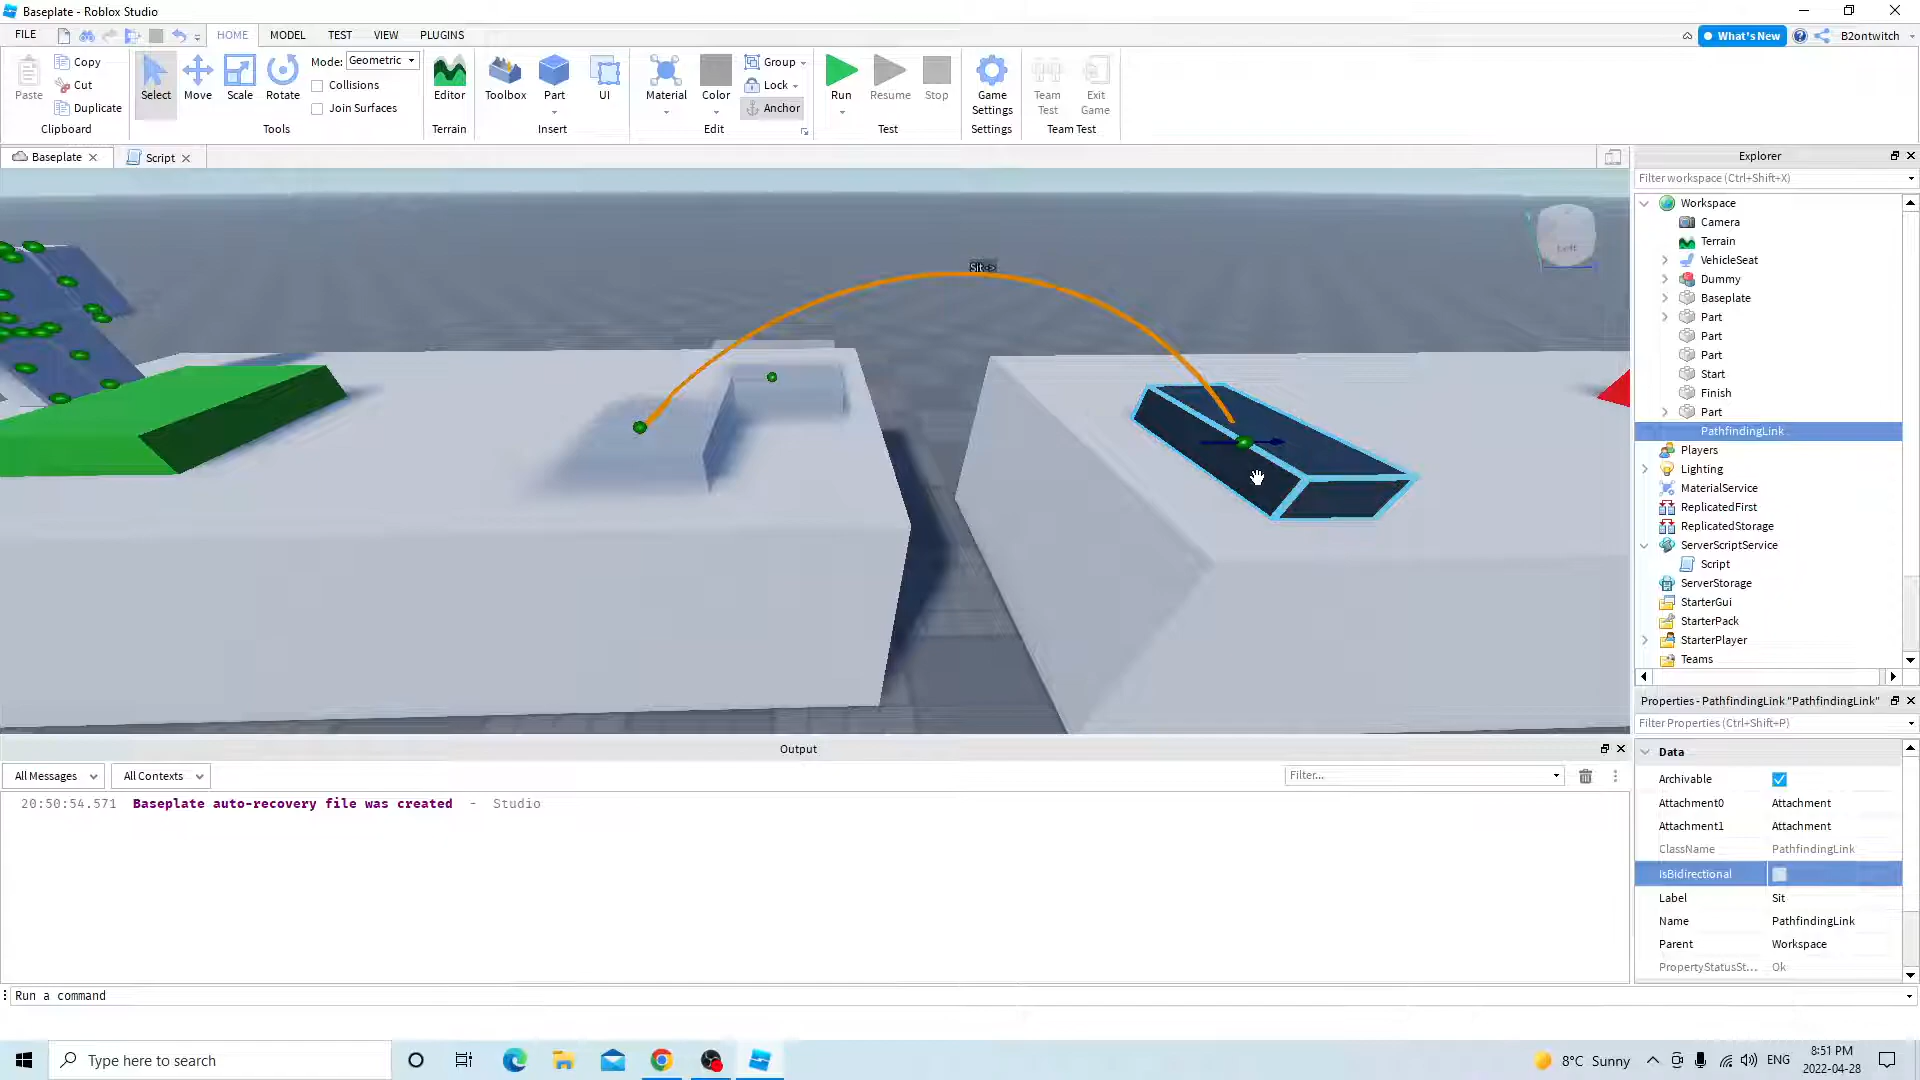 Baseplate - Roblox Studio
FILE HOME MODEL TEST VIEW PLUGINS What's New B2ontwitch
Paste Copy Cut Duplicate
Select Move Scale Rotate
Mode: Geometric Collisions Join Surfaces
Editor Toolbox Part UI Material Color
Group Lock Anchor
Run Resume Stop Game Settings Team Test Exit Game
Clipboard Tools Terrain Insert Edit Test Settings Team Test
Baseplate Script
Sit->
Left
Explorer
Filter workspace (Ctrl+Shift+X)
Workspace
Camera
Terrain
VehicleSeat
Dummy
Baseplate
Part
Part
Part
Start
Finish
Part
PathfindingLink
Players
Lighting
MaterialService
ReplicatedFirst
ReplicatedStorage
ServerScriptService
Script
ServerStorage
StarterGui
StarterPack
StarterPlayer
Teams
Properties - PathfindingLink "PathfindingLink"
Filter Properties (Ctrl+Shift+P)
Data
Archivable
Attachment0 Attachment
Attachment1 Attachment
ClassName PathfindingLink
IsBidirectional
Label Sit
Name PathfindingLink
Parent Workspace
PropertyStatusSt... Ok
Output
All Messages All Contexts Filter...
20:50:54.571 Baseplate auto-recovery file was created - Studio
Run a command
Type here to search
8°C Sunny ENG 8:51 PM
2022-04-28